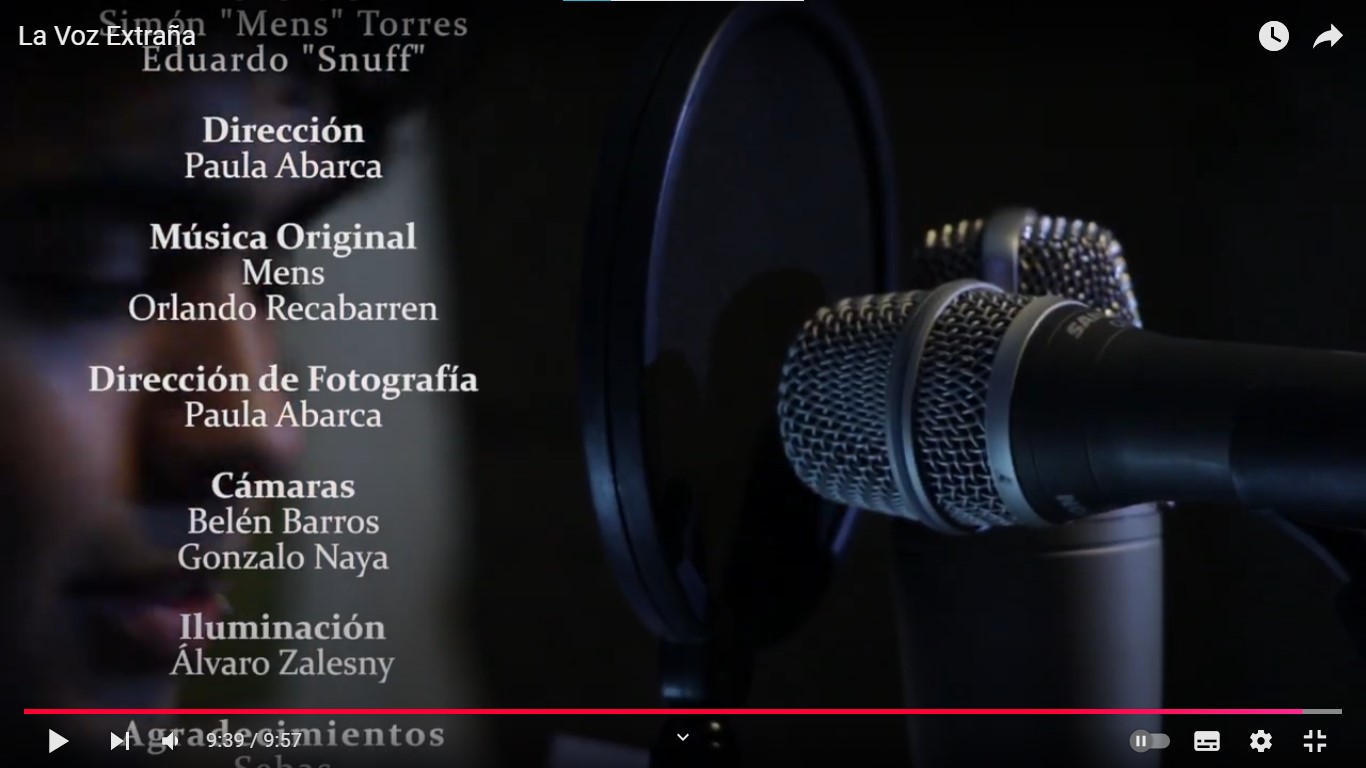 La Voz Extraña
Simón "Mens" Torres
Eduardo "Snuff"
Dirección
Paula Abarca
Música Original
Mens
Orlando Recabarren
Dirección de Fotografía
Paula Abarca
Cámaras
Belén Barros
Gonzalo Naya
Iluminación
Álvaro Zalesny
Agradecimientos
9:39 / 9:57
Sebas